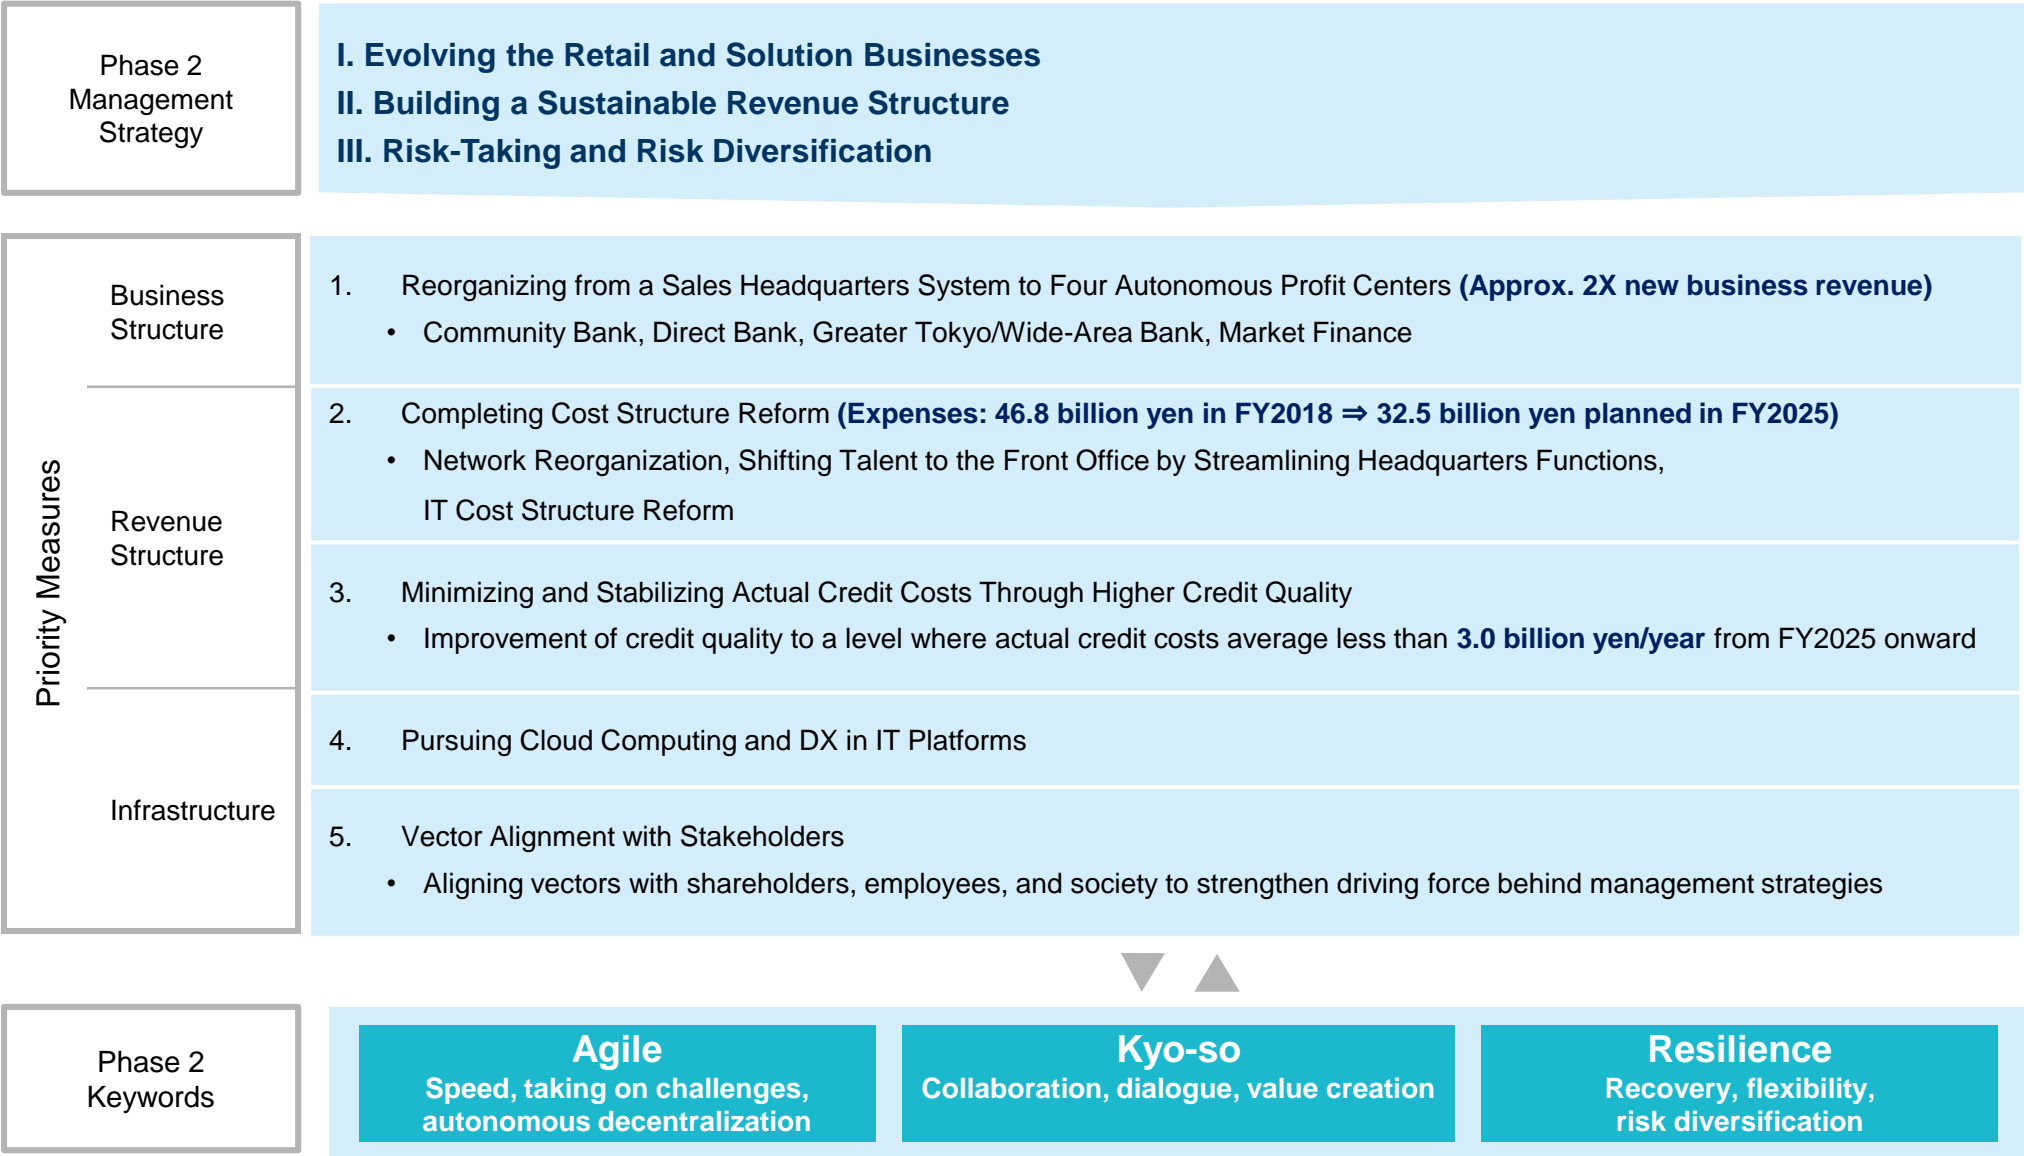 Phase 2
Management
Strategy
I. Evolving the Retail and Solution Businesses
II. Building a Sustainable Revenue Structure
III. Risk-Taking and Risk Diversification
Priority Measures
Business
Structure
1. Reorganizing from a Sales Headquarters System to Four Autonomous Profit Centers (Approx. 2X new business revenue)
• Community Bank, Direct Bank, Greater Tokyo/Wide-Area Bank, Market Finance
Revenue
Structure
2. Completing Cost Structure Reform (Expenses: 46.8 billion yen in FY2018 ⇒ 32.5 billion yen planned in FY2025)
• Network Reorganization, Shifting Talent to the Front Office by Streamlining Headquarters Functions,
IT Cost Structure Reform
3. Minimizing and Stabilizing Actual Credit Costs Through Higher Credit Quality
• Improvement of credit quality to a level where actual credit costs average less than 3.0 billion yen/year from FY2025 onward
Infrastructure
4. Pursuing Cloud Computing and DX in IT Platforms
5. Vector Alignment with Stakeholders
• Aligning vectors with shareholders, employees, and society to strengthen driving force behind management strategies
Phase 2
Keywords
Agile
Speed, taking on challenges,
autonomous decentralization
Kyo-so
Collaboration, dialogue, value creation
Resilience
Recovery, flexibility,
risk diversification